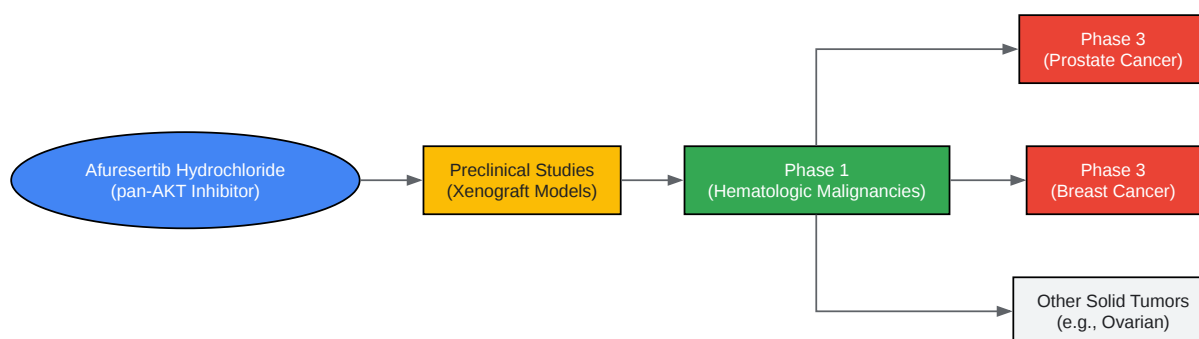 Afuresertib Hydrochloride
(pan-AKT Inhibitor)
Preclinical Studies
(Xenograft Models)
Phase 1
(Hematologic Malignancies)
Phase 3
(Prostate Cancer)
Phase 3
(Breast Cancer)
Other Solid Tumors
(e.g., Ovarian)